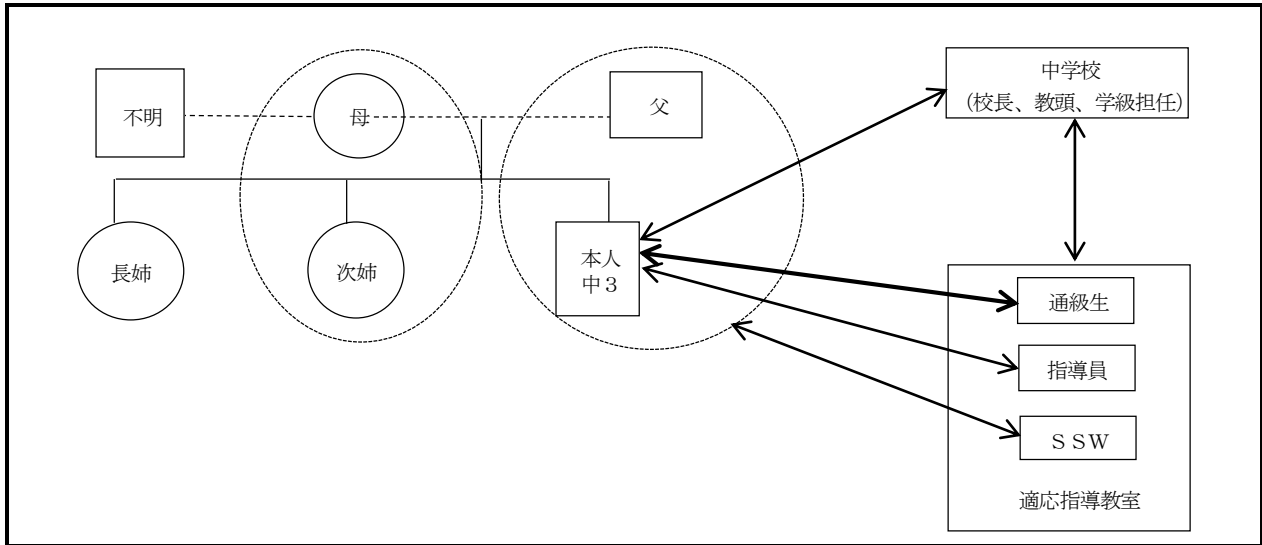 不明
母
父
長姉
次姉
本人
中３
中学校
（校長、教頭、学級担任）
通級生
指導員
ＳＳＷ
適応指導教室